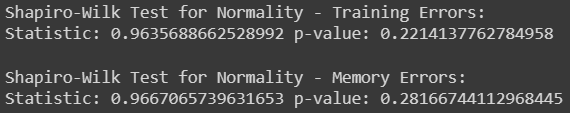 Shapiro-Wilk Test for Normality - Training Errors:
Statistic: 0.9635688662528992 p-value: 0.2214137762784958
Shapiro-Wilk Test for Normality - Memory Errors:
Statistic: 0.9667065739631653 p-value: 0.28166744112968445